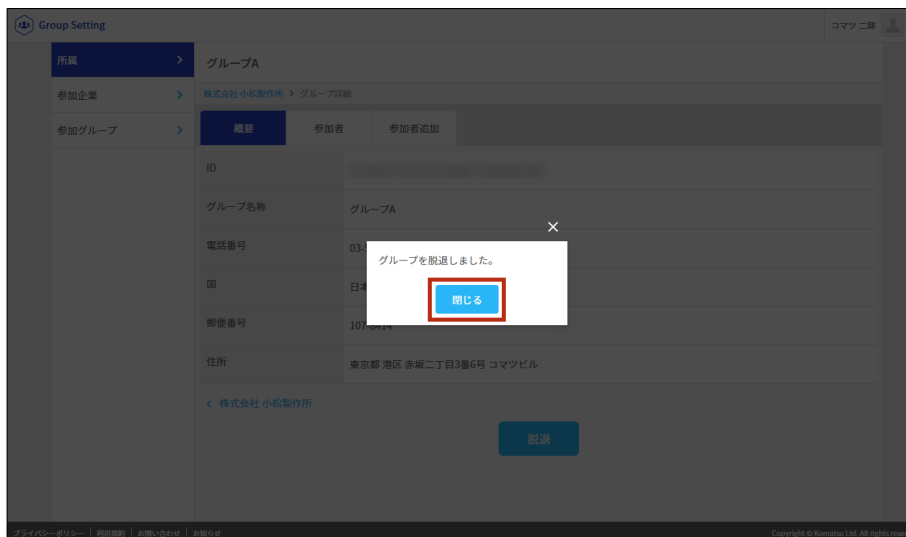 Group Setting
コマツ 二郎
所属
参加企業
参加グループ
グループA
株式会社 小松製作所 > グループ詳細
概要 参加者 参加者追加
ID
グループ名称 グループA
電話番号 03-
グループを脱退しました。
閉じる
国 日本
郵便番号 107-8414
住所 東京都 港区 赤坂二丁目3番6号 コマツビル
< 株式会社 小松製作所
脱退
プライバシーポリシー | 利用規約 | お問い合わせ | お知らせ
Copyright © Komatsu Ltd. All rights